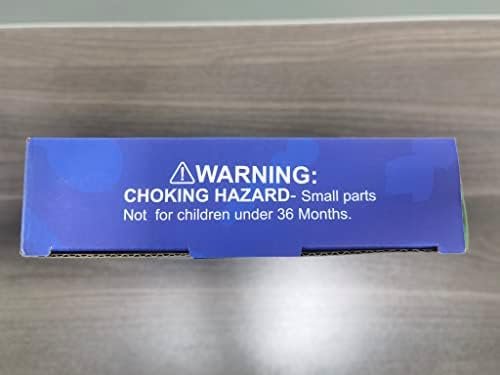 ⚠WARNING:
CHOKING HAZARD- Small parts
Not for children under 36 Months.